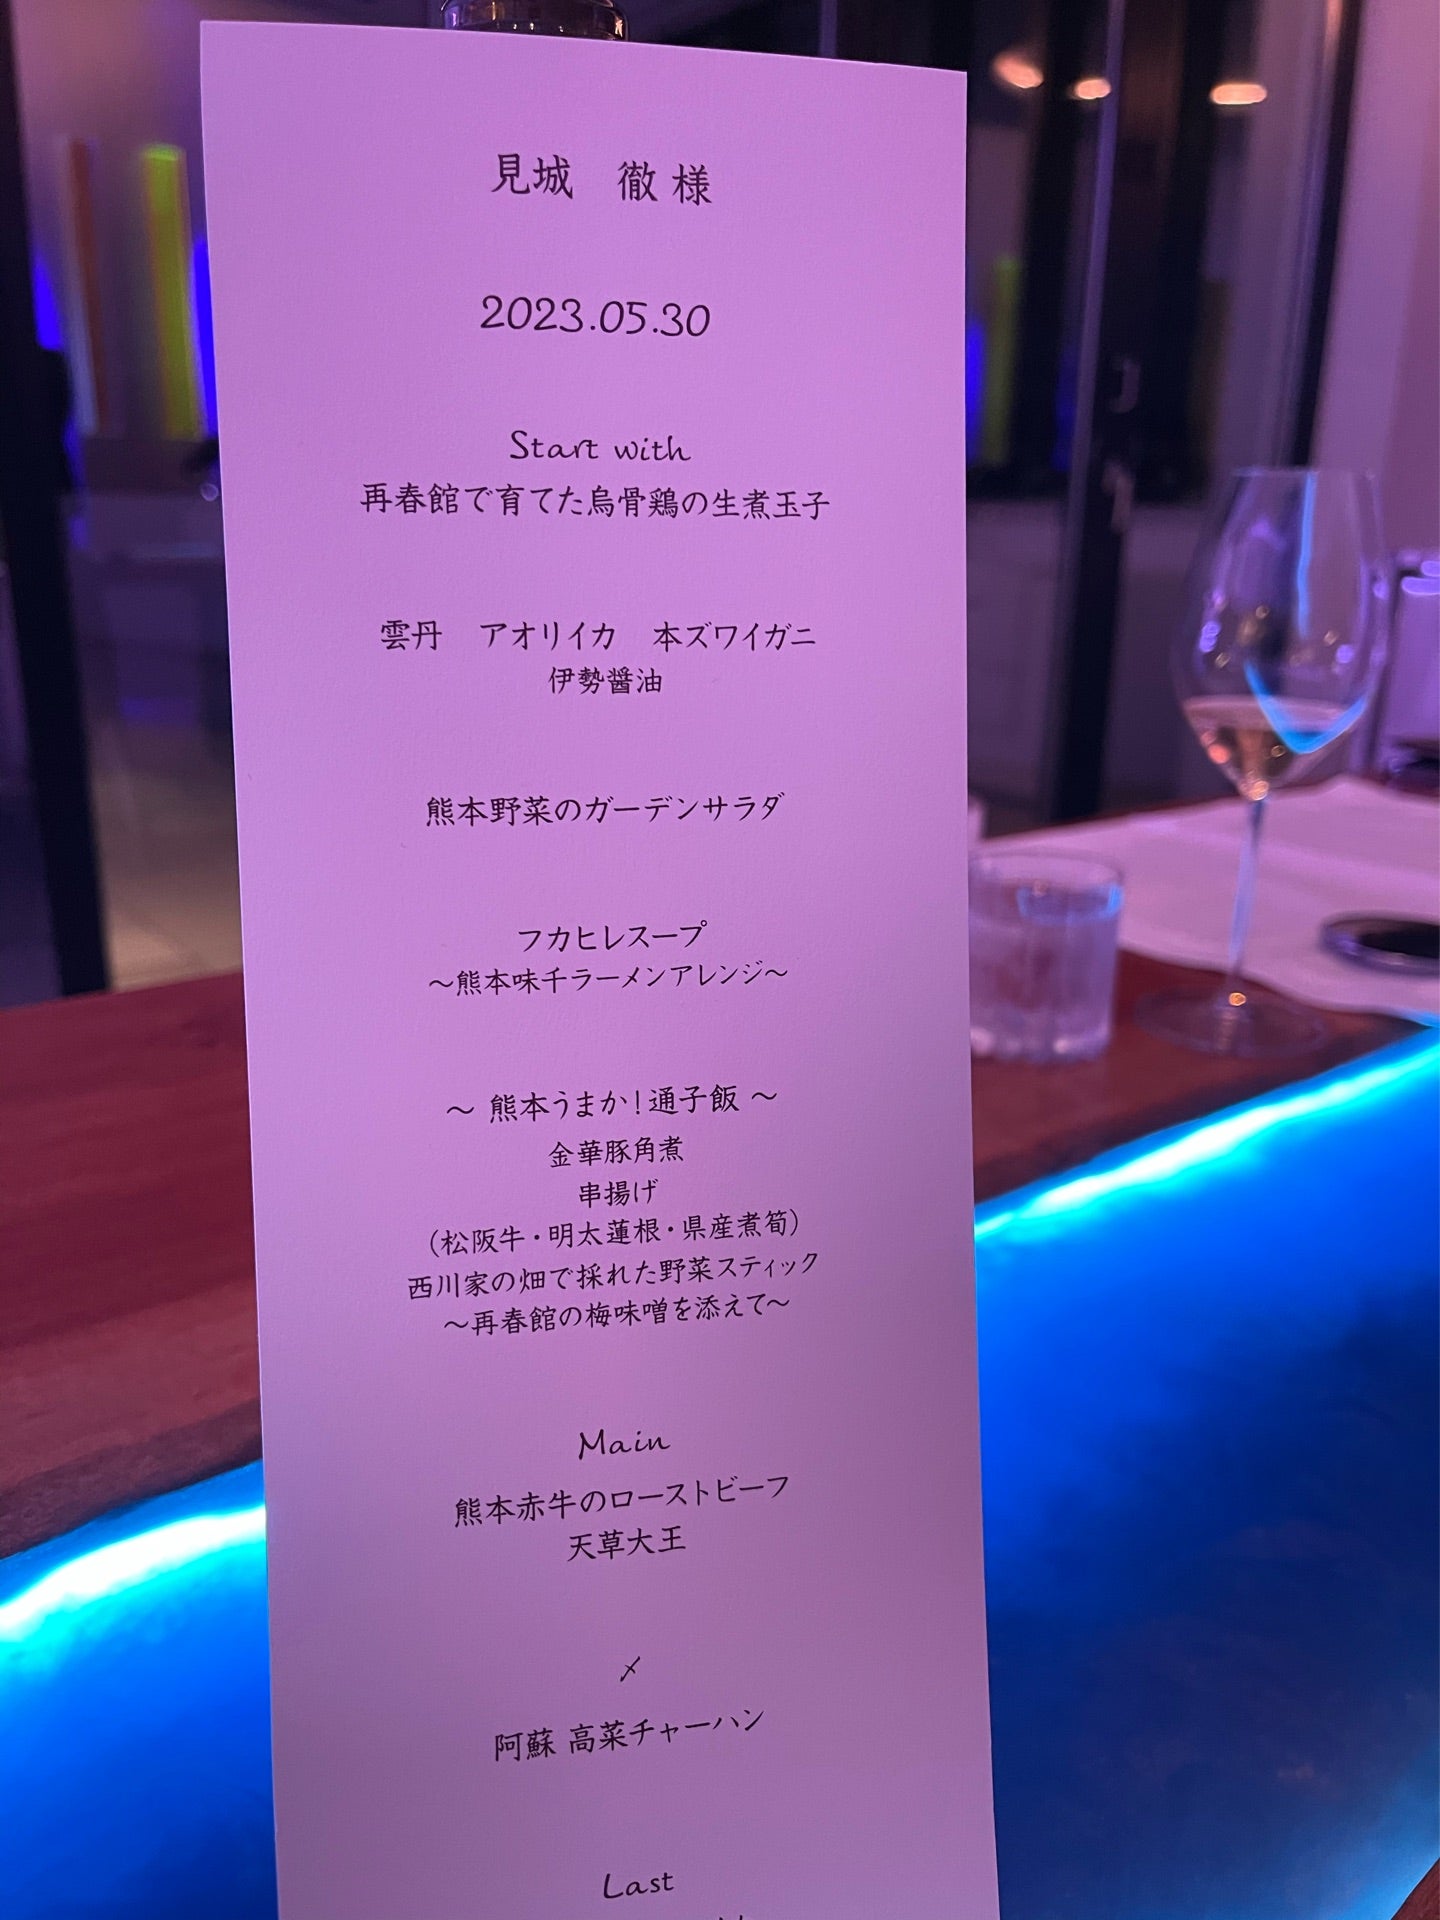 見城 徹 様
2023.05.30
Start with
再春館で育てた烏骨鶏の生煮玉子
雲丹 アオリイカ 本ズワイガニ
伊勢醤油
熊本野菜のガーデンサラダ
フカヒレスープ
～熊本味千ラーメンアレンジ～
～ 熊本うまか！通子飯 ～
金華豚角煮
串揚げ
（松阪牛・明太蓮根・県産煮筍）
西川家の畑で採れた野菜スティック
～再春館の梅味噌を添えて～
Main
熊本赤牛のローストビーフ
天草大王
〆
阿蘇 高菜チャーハン
Last